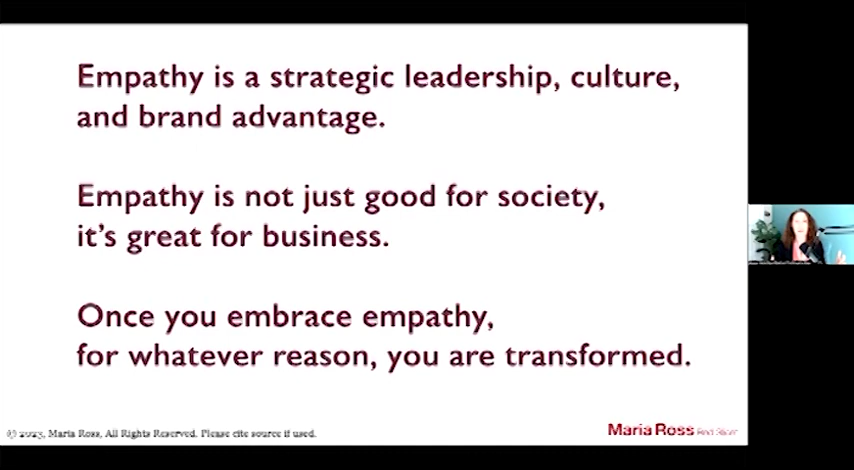 Empathy is a strategic leadership, culture,
and brand advantage.
Empathy is not just good for society,
it's great for business.
Once you embrace empathy,
for whatever reason, you are transformed.
© 2023, Maria Ross, All Rights Reserved. Please cite source if used.
Maria Ross Red Slice